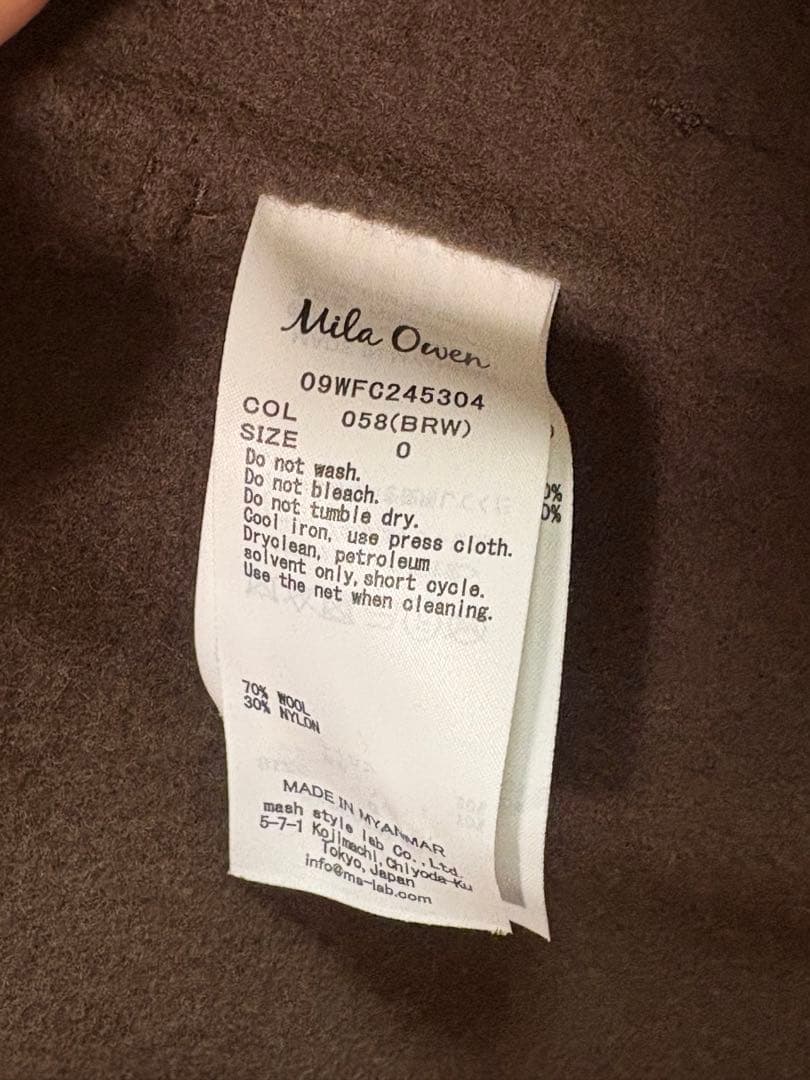 Mila Owen
09WFC245304
COL 058(BRW)
SIZE 0
Do not wash.
Do not bleach.
Do not tumble dry.
Cool iron, use press cloth.
Dryclean, petroleum
solvent only, short cycle.
Use the net when cleaning.
70% WOOL
30% NYLON
MADE IN MYANMAR
mash style lab Co.,Ltd.
5-7-1 Kojimachi, Chiyoda-Ku
Tokyo, Japan
info@ms-lab.com
0%
0%